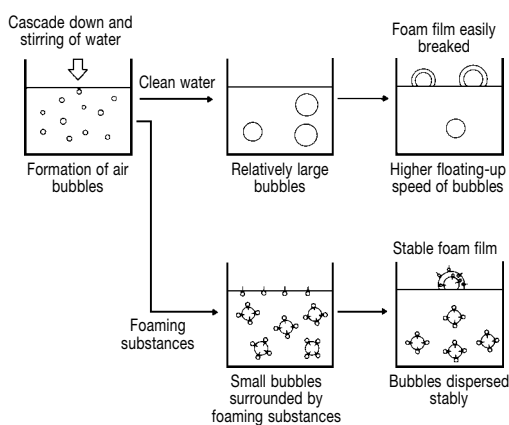 Cascade down and
stirring of water
Clean water
Foam film easily
breaked
Formation of air
bubbles
Relatively large
bubbles
Higher floating-up
speed of bubbles
Foaming
substances
Stable foam film
Small bubbles
surrounded by
foaming substances
Bubbles dispersed
stably